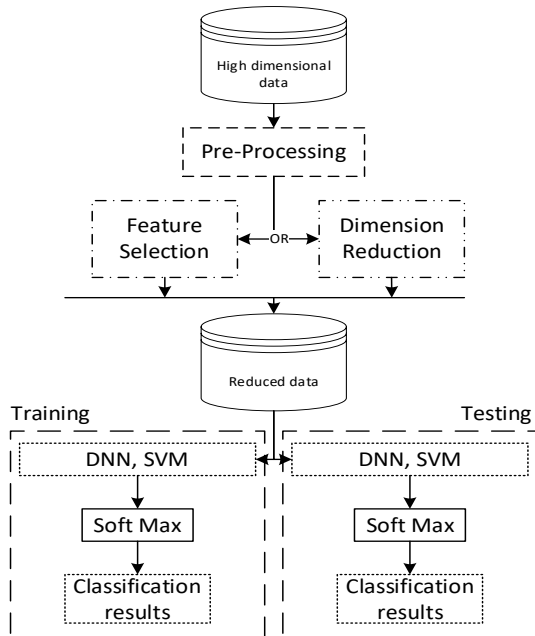 High dimensional
data
Pre-Processing
Feature
Selection
OR
Dimension
Reduction
Reduced data
Training
Testing
DNN, SVM
DNN, SVM
Soft Max
Soft Max
Classification
results
Classification
results